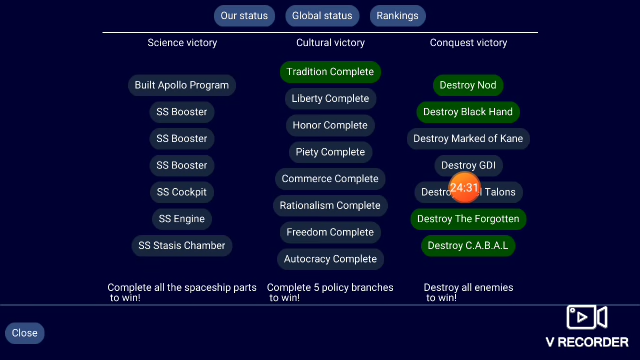 Our status
Global status
Rankings
Science victory
Cultural victory
Conquest victory
Built Apollo Program
SS Booster
SS Booster
SS Booster
SS Cockpit
SS Engine
SS Stasis Chamber
Complete all the spaceship parts
to win!
Tradition Complete
Liberty Complete
Honor Complete
Piety Complete
Commerce Complete
Rationalism Complete
Freedom Complete
Autocracy Complete
Complete 5 policy branches
to win!
Destroy Nod
Destroy Black Hand
Destroy Marked of Kane
Destroy GDI
24:31
Talons
Destroy The Forgotten
Destroy C.A.B.A.L
Destroy all enemies
to win!
Close
V RECORDER